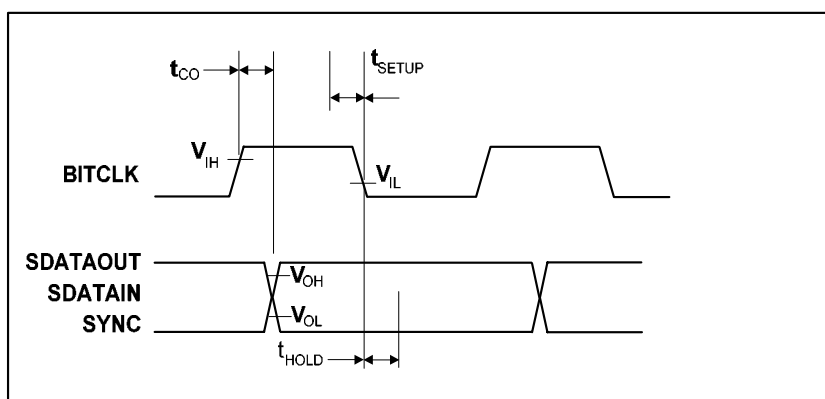 tCO
tSETUP
VIH
BITCLK
VIL
SDATAOUT
VOH
SDATAIN
SYNC
VOL
tHOLD